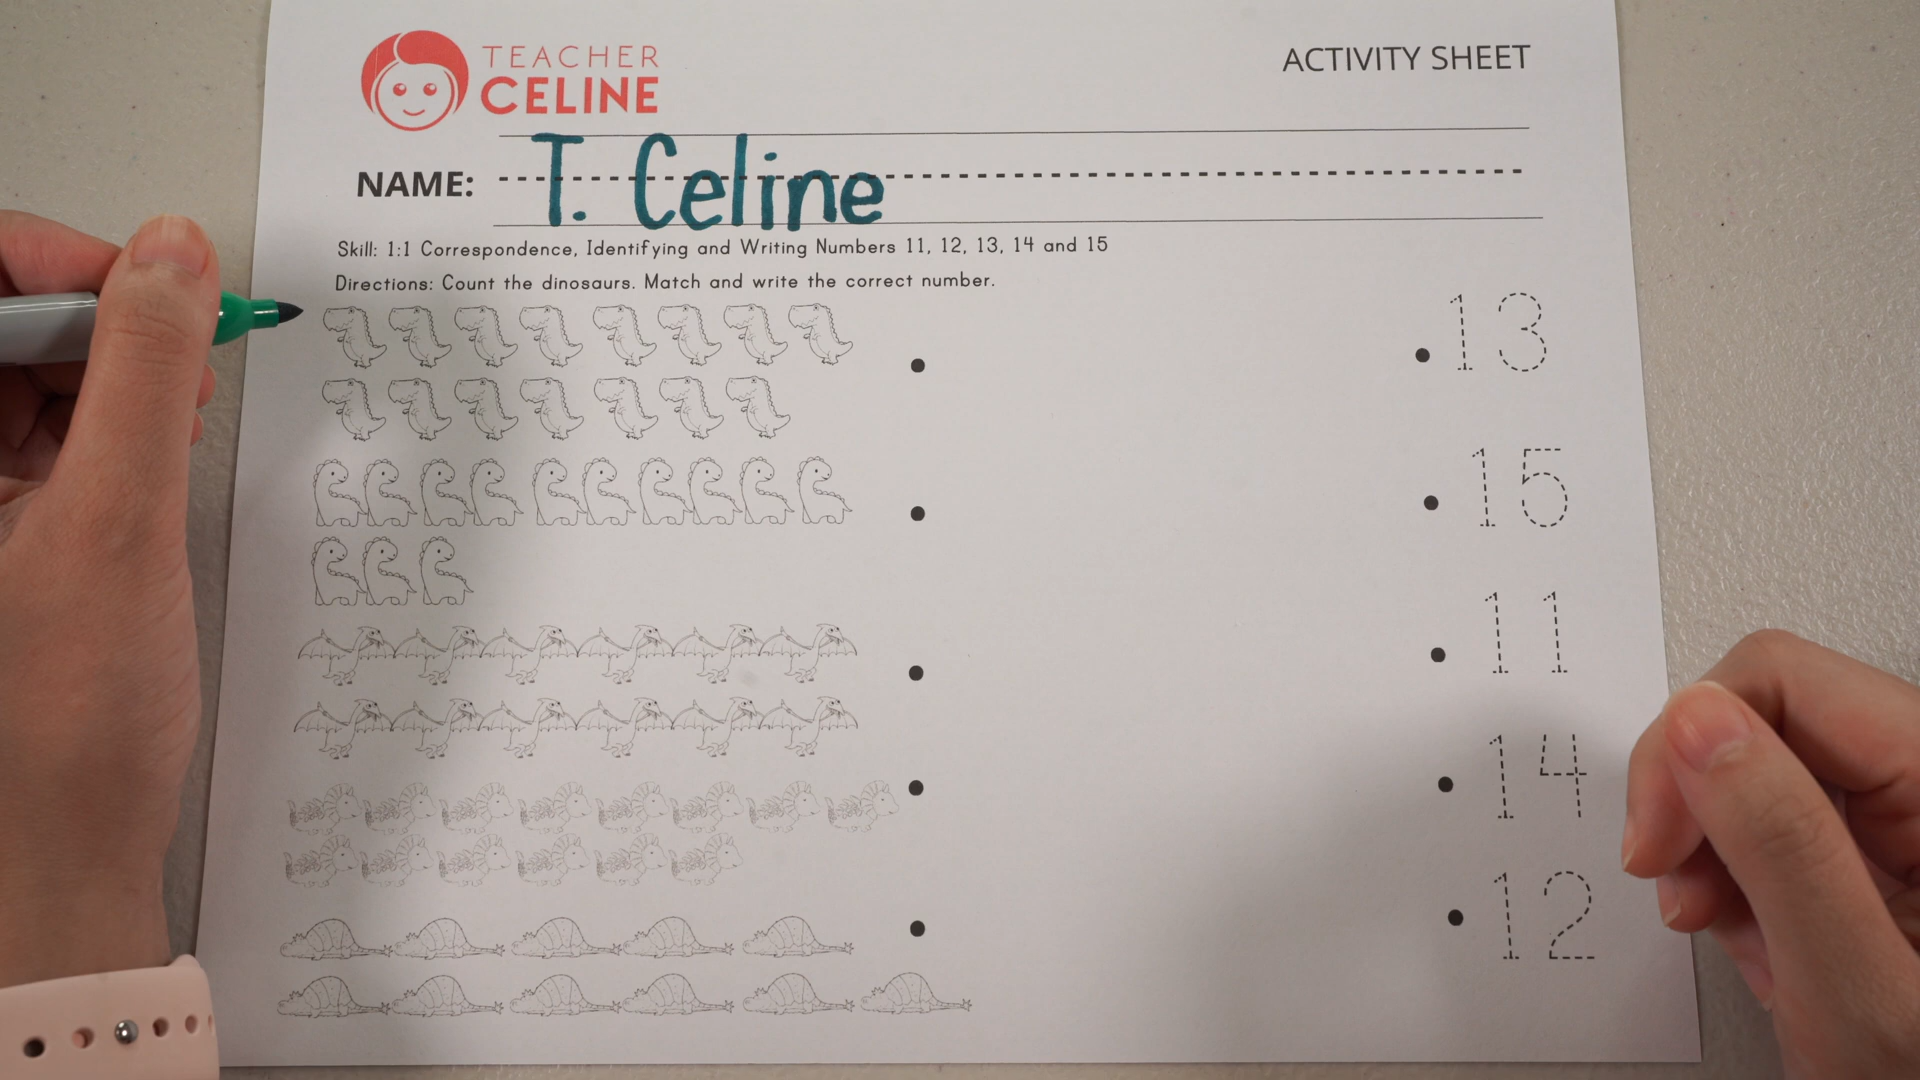 TEACHER
CELINE
ACTIVITY SHEET
NAME: T. Celine
Skill: 1:1 Correspondence, Identifying and Writing Numbers 11, 12, 13, 14 and 15
Directions: Count the dinosaurs. Match and write the correct number.
13
15
11
14
12